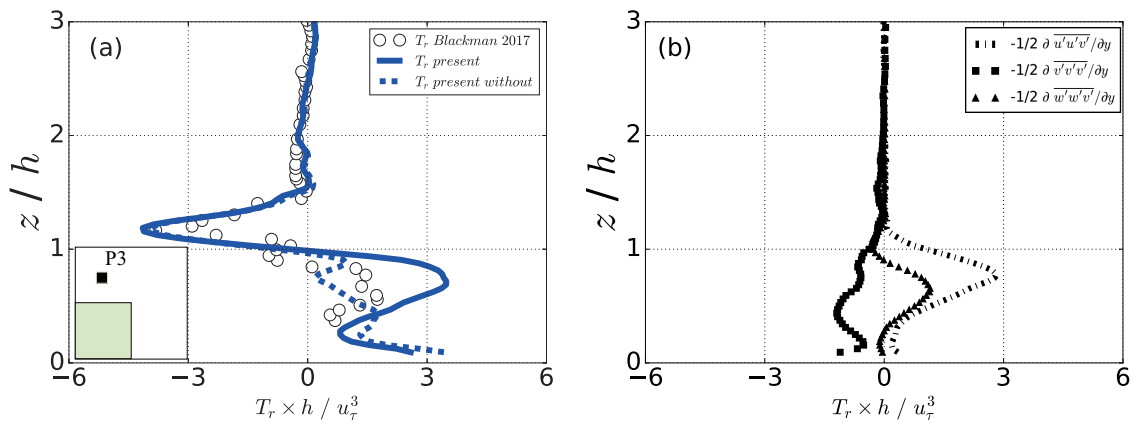 (a)
T_r Blackman 2017
T_r present
T_r present without
3
2
1
0
z / h
P3
−6 −3 0 3 6
T_r × h / u_τ^3
(b)
-1/2 ∂ \overline{u'u'v'}/∂y
-1/2 ∂ \overline{v'v'v'}/∂y
-1/2 ∂ \overline{w'w'v'}/∂y
3
2
1
0
z / h
−6 −3 0 3 6
T_r × h / u_τ^3